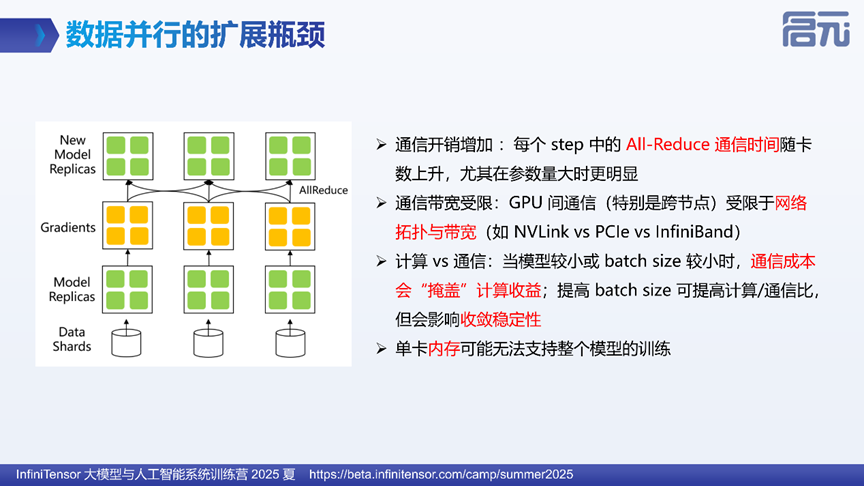 数据并行的扩展瓶颈
启元
New
Model
Replicas
AllReduce
Gradients
Model
Replicas
Data
Shards
➢ 通信开销增加 ：每个 step 中的 All-Reduce 通信时间随卡
数上升，尤其在参数量大时更明显
➢ 通信带宽受限：GPU 间通信（特别是跨节点）受限于网络
拓扑与带宽（如 NVLink vs PCIe vs InfiniBand）
➢ 计算 vs 通信：当模型较小或 batch size 较小时，通信成本
会“掩盖”计算收益；提高 batch size 可提高计算/通信比，
但会影响收敛稳定性
➢ 单卡内存可能无法支持整个模型的训练
InfiniTensor 大模型与人工智能系统训练营 2025 夏 https://beta.infinitensor.com/camp/summer2025